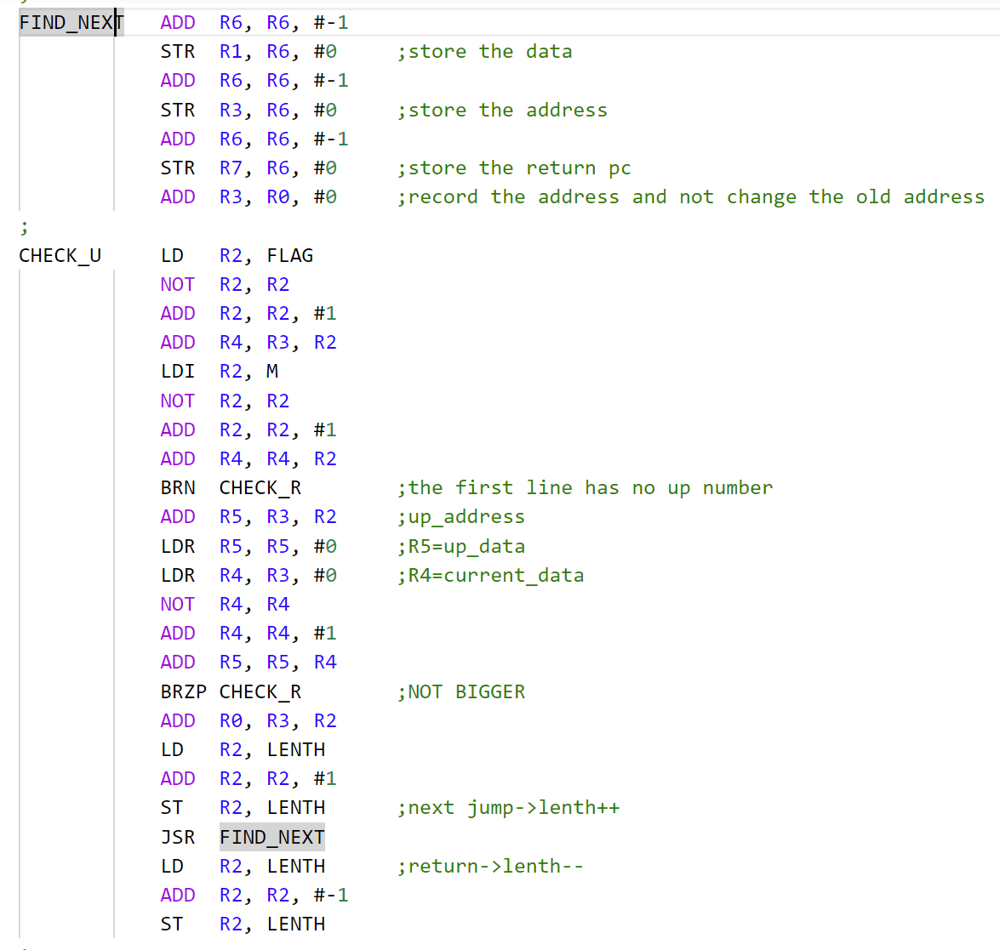 FIND_NEXT ADD R6, R6, #-1
STR R1, R6, #0 ;store the data
ADD R6, R6, #-1
STR R3, R6, #0 ;store the address
ADD R6, R6, #-1
STR R7, R6, #0 ;store the return pc
ADD R3, R0, #0 ;record the address and not change the old address
;
CHECK_U LD R2, FLAG
NOT R2, R2
ADD R2, R2, #1
ADD R4, R3, R2
LDI R2, M
NOT R2, R2
ADD R2, R2, #1
ADD R4, R4, R2
BRN CHECK_R ;the first line has no up number
ADD R5, R3, R2 ;up_address
LDR R5, R5, #0 ;R5=up_data
LDR R4, R3, #0 ;R4=current_data
NOT R4, R4
ADD R4, R4, #1
ADD R5, R5, R4
BRZP CHECK_R ;NOT BIGGER
ADD R0, R3, R2
LD R2, LENTH
ADD R2, R2, #1
ST R2, LENTH ;next jump->lenth++
JSR FIND_NEXT
LD R2, LENTH ;return->lenth--
ADD R2, R2, #-1
ST R2, LENTH